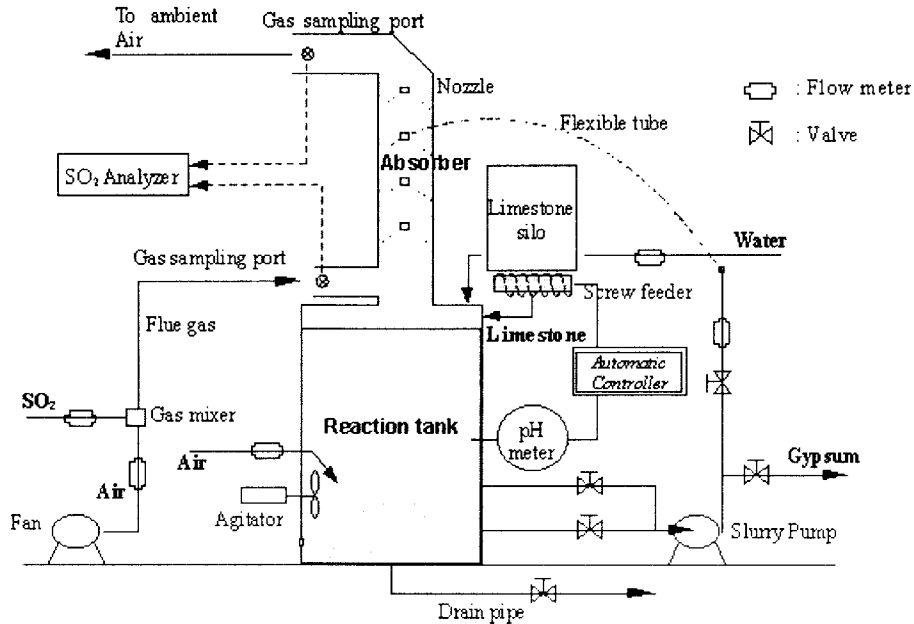 To ambient
Air
Gas sampling port
Nozzle
Flexible tube
: Flow meter
: Valve
Absorber
SO₂ Analyzer
Limestone
silo
Water
Gas sampling port
Screw feeder
Flue gas
Limestone
Automatic
Controller
SO₂
Gas mixer
Reaction tank
pH
meter
Air
Air
Gypsum
Agitator
Fan
Slurry Pump
Drain pipe